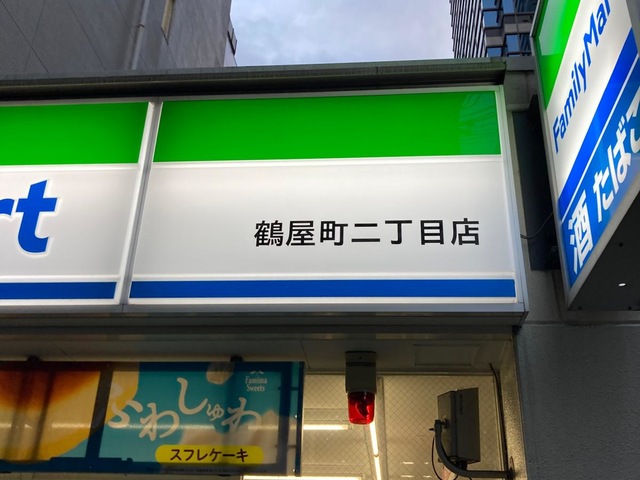 rt
鶴屋町二丁目店
FamilyMar
酒 たばこ
Famima
Sweets
ふわしゅわ
スフレケーキ